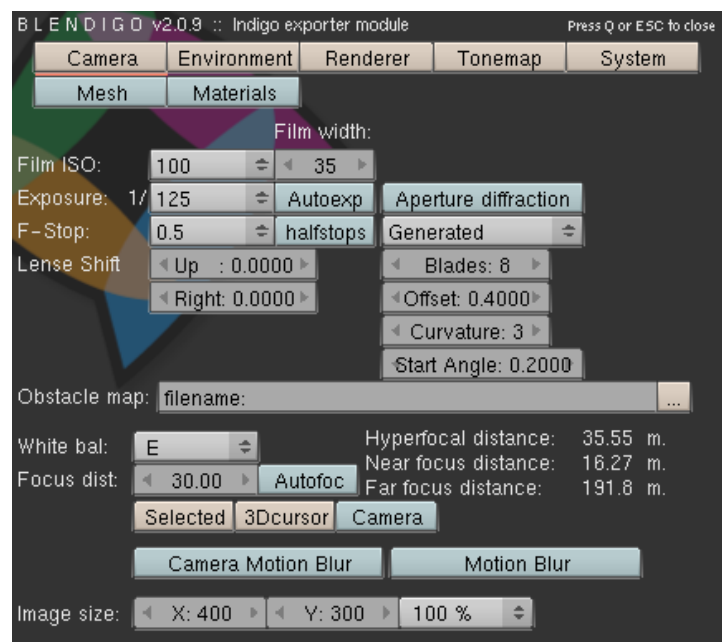 BLENDIGO v2.0.9 :: Indigo exporter module Press Q or ESC to close
Camera Environment Renderer Tonemap System
Mesh Materials
Film width:
Film ISO: 100 35
Exposure: 1/ 125 Autoexp Aperture diffraction
F-Stop: 0.5 halfstops Generated
Lense Shift Up : 0.0000 Blades: 8
Right: 0.0000 Offset: 0.4000
Curvature: 3
Start Angle: 0.2000
Obstacle map: filename: ...
White bal: E Hyperfocal distance: 35.55 m.
Near focus distance: 16.27 m.
Focus dist: 30.00 Autofoc Far focus distance: 191.8 m.
Selected 3Dcursor Camera
Camera Motion Blur Motion Blur
Image size: X: 400 Y: 300 100 %